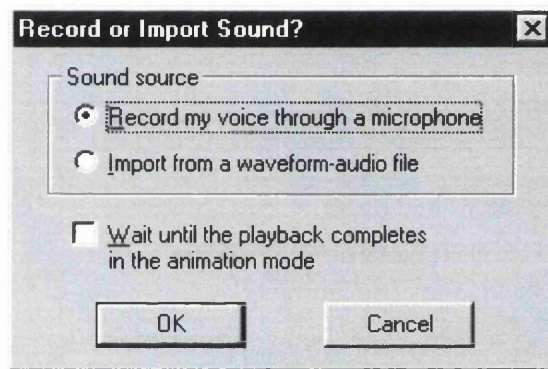 Record or Import Sound?
Sound source
Record my voice through a microphone
Import from a waveform-audio file
Wait until the playback completes
in the animation mode
OK
Cancel